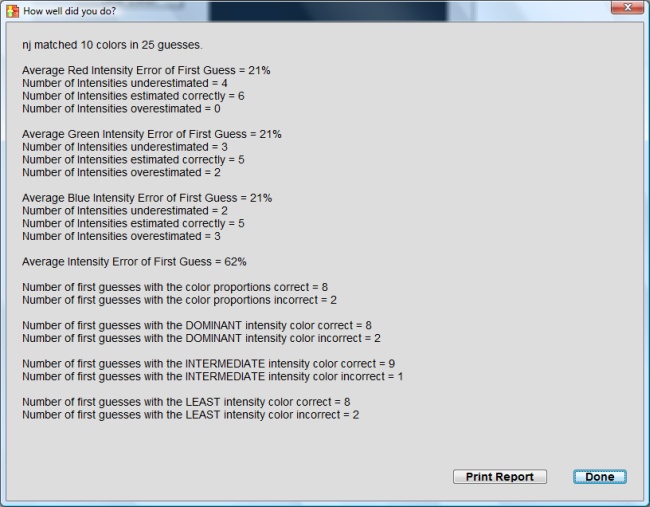 How well did you do?
nj matched 10 colors in 25 guesses.
Average Red Intensity Error of First Guess = 21%
Number of Intensities underestimated = 4
Number of Intensities estimated correctly = 6
Number of Intensities overestimated = 0
Average Green Intensity Error of First Guess = 21%
Number of Intensities underestimated = 3
Number of Intensities estimated correctly = 5
Number of Intensities overestimated = 2
Average Blue Intensity Error of First Guess = 21%
Number of Intensities underestimated = 2
Number of Intensities estimated correctly = 5
Number of Intensities overestimated = 3
Average Intensity Error of First Guess = 62%
Number of first guesses with the color proportions correct = 8
Number of first guesses with the color proportions incorrect = 2
Number of first guesses with the DOMINANT intensity color correct = 8
Number of first guesses with the DOMINANT intensity color incorrect = 2
Number of first guesses with the INTERMEDIATE intensity color correct = 9
Number of first guesses with the INTERMEDIATE intensity color incorrect = 1
Number of first guesses with the LEAST intensity color correct = 8
Number of first guesses with the LEAST intensity color incorrect = 2
Print Report
Done